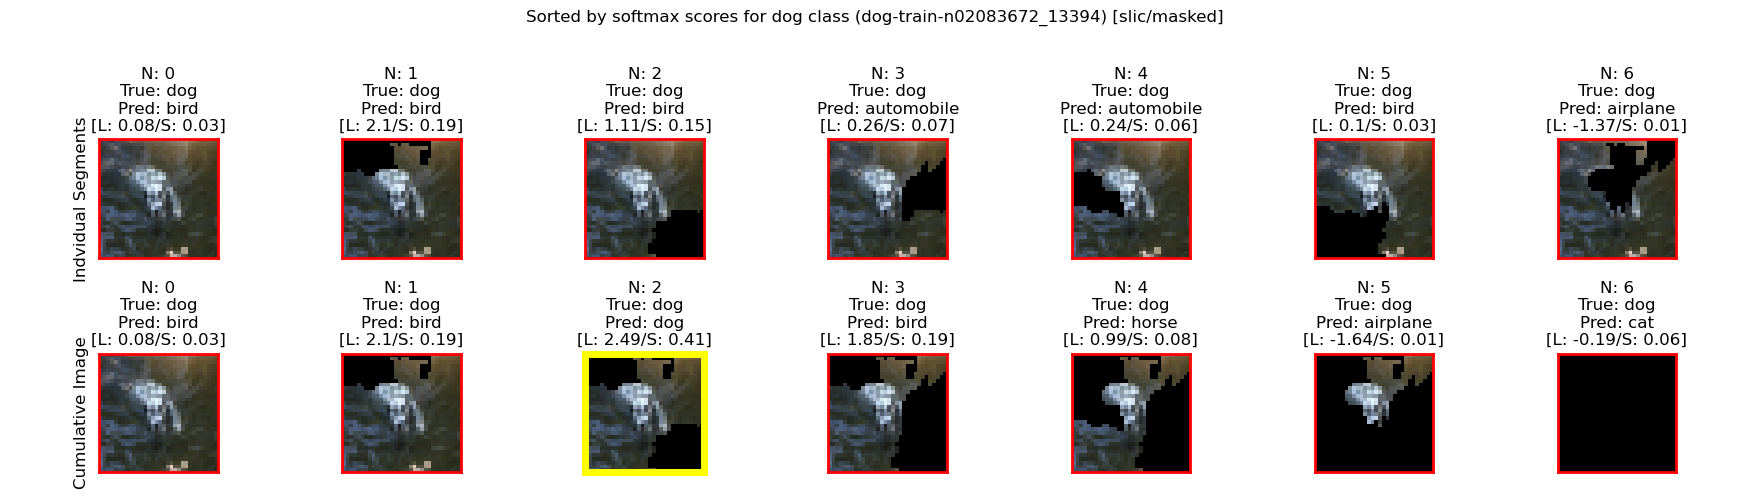 Sorted by softmax scores for dog class (dog-train-n02083672_13394) [slic/masked]
Indvidual Segments
N: 0
True: dog
Pred: bird
[L: 0.08/S: 0.03]
N: 1
True: dog
Pred: bird
[L: 2.1/S: 0.19]
N: 2
True: dog
Pred: bird
[L: 1.11/S: 0.15]
N: 3
True: dog
Pred: automobile
[L: 0.26/S: 0.07]
N: 4
True: dog
Pred: automobile
[L: 0.24/S: 0.06]
N: 5
True: dog
Pred: bird
[L: 0.1/S: 0.03]
N: 6
True: dog
Pred: airplane
[L: -1.37/S: 0.01]
Cumulative Image
N: 0
True: dog
Pred: bird
[L: 0.08/S: 0.03]
N: 1
True: dog
Pred: bird
[L: 2.1/S: 0.19]
N: 2
True: dog
Pred: dog
[L: 2.49/S: 0.41]
N: 3
True: dog
Pred: bird
[L: 1.85/S: 0.19]
N: 4
True: dog
Pred: horse
[L: 0.99/S: 0.08]
N: 5
True: dog
Pred: airplane
[L: -1.64/S: 0.01]
N: 6
True: dog
Pred: cat
[L: -0.19/S: 0.06]